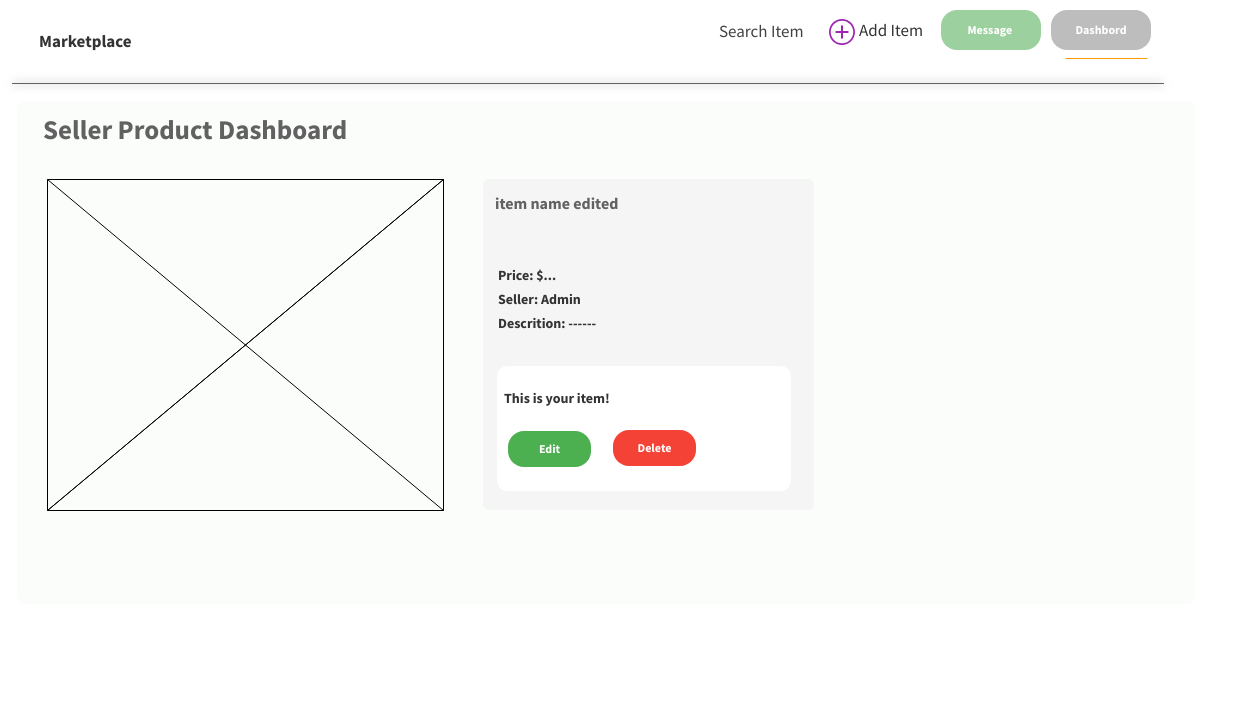 Marketplace
Search Item
Add Item
Message
Dashbord
Seller Product Dashboard
item name edited
Price: $...
Seller: Admin
Descrition: ------
This is your item!
Edit
Delete